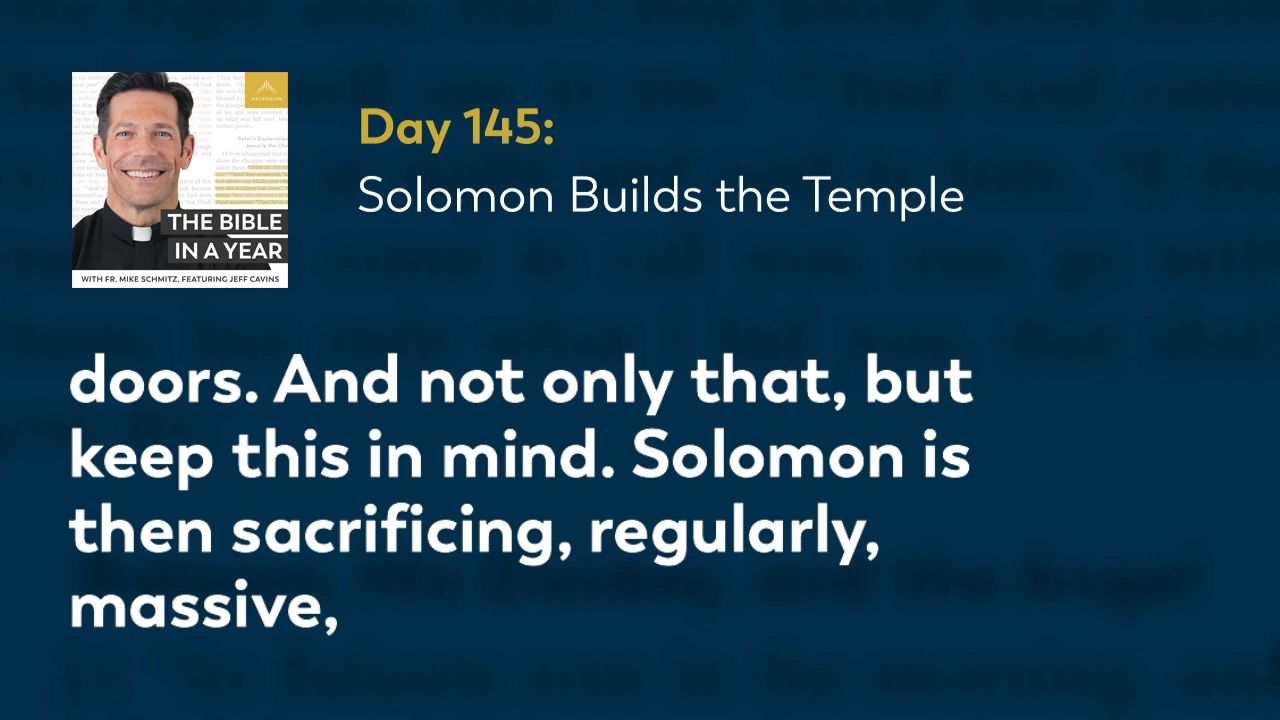 ASCENSION
THE BIBLE
IN A YEAR
WITH FR. MIKE SCHMITZ, FEATURING JEFF CAVINS
Day 145:
Solomon Builds the Temple
doors. And not only that, but
keep this in mind. Solomon is
then sacrificing, regularly,
massive,